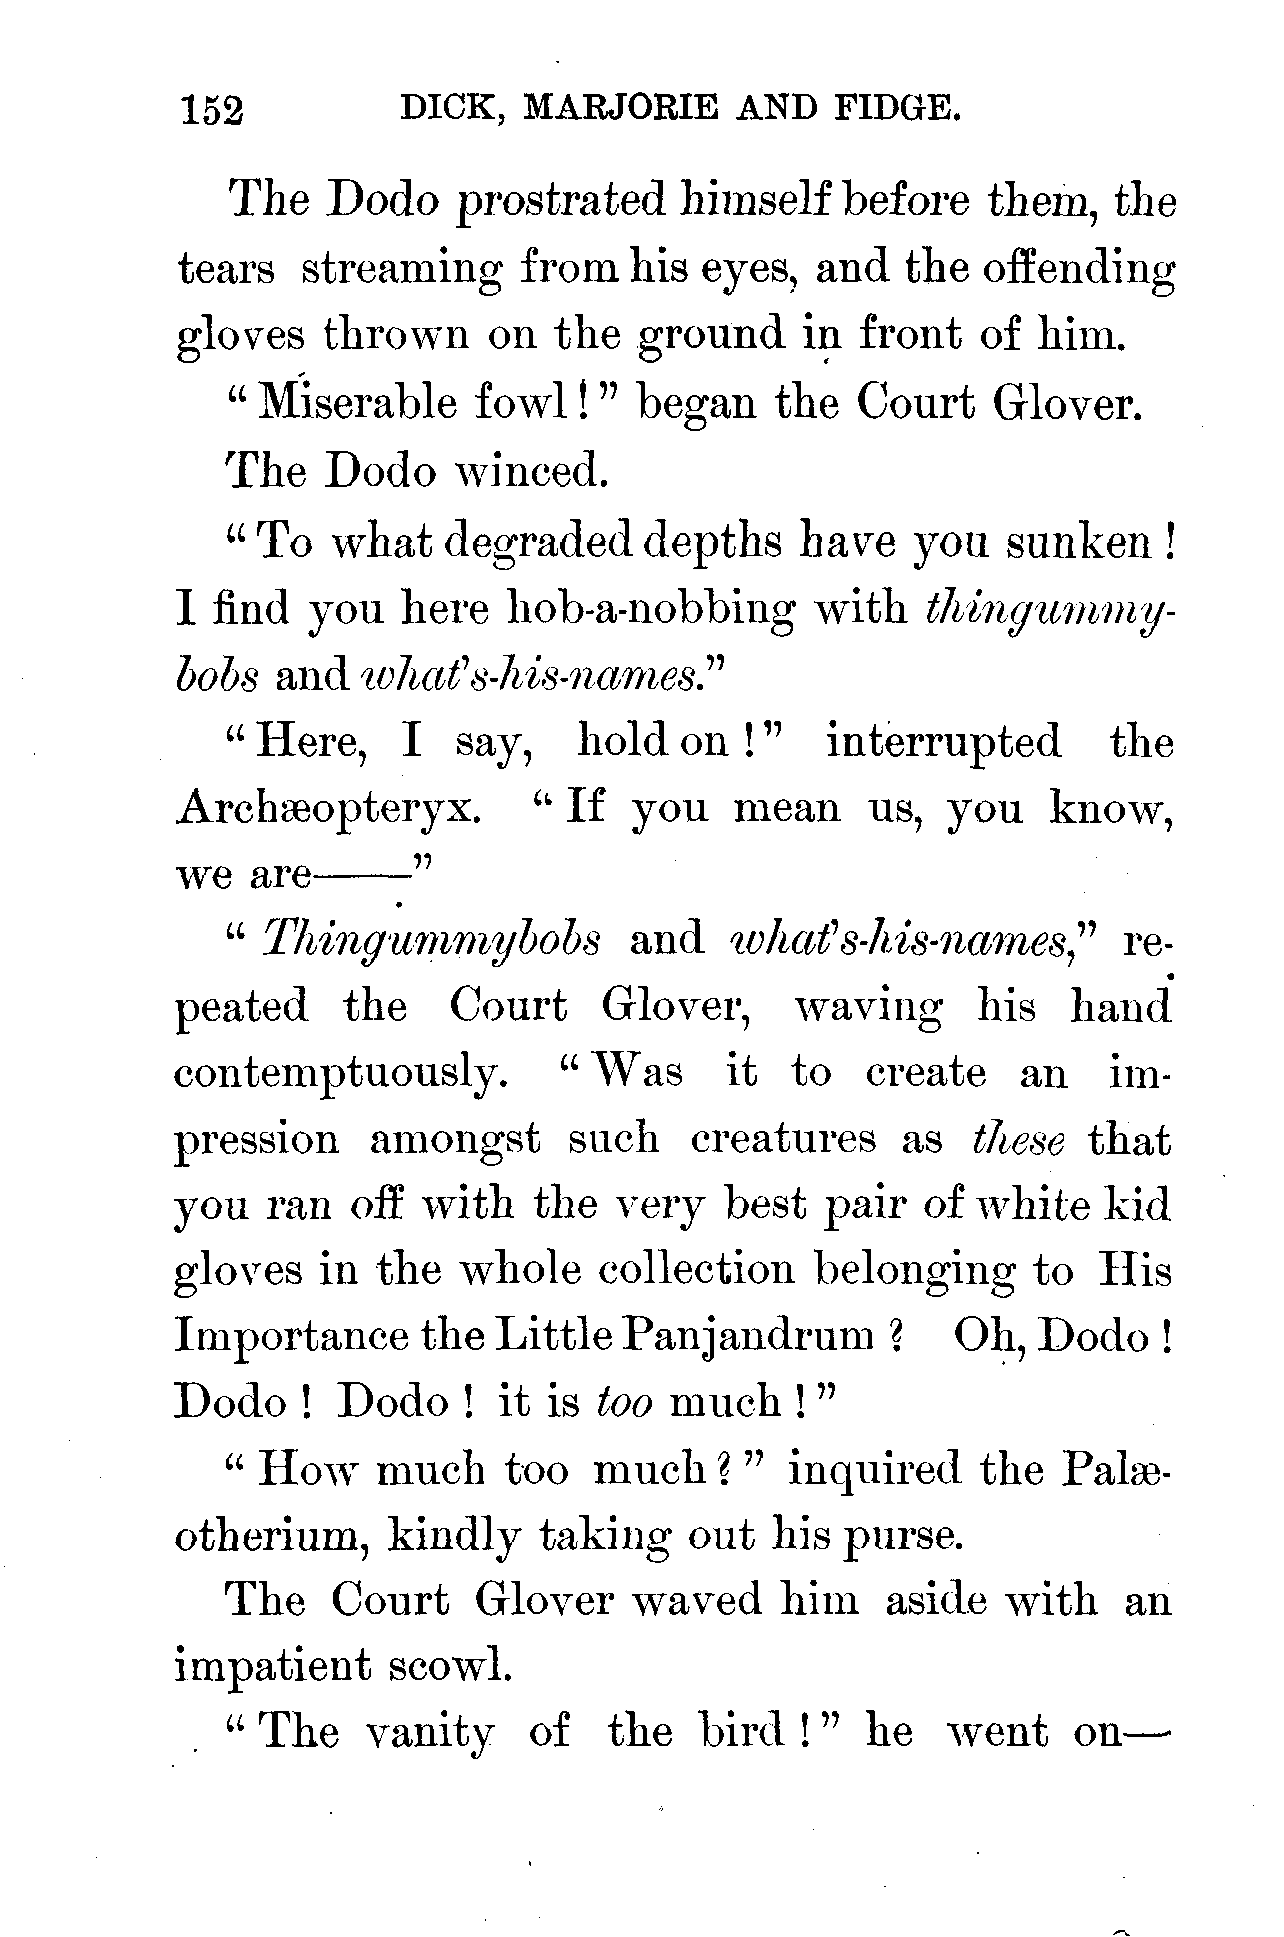 152 DICK, MARJORIE AND FIDGE.
The Dodo prostrated himself before them, the
tears streaming from his eyes, and the offending
gloves thrown on the ground in front of him.
“Miserable fowl!” began the Court Glover.
The Dodo winced.
“To what degraded depths have you sunken!
I find you here hob-a-nobbing with thingummy-
bobs and what's-his-names.”
“Here, I say, hold on!” interrupted the
Archæopteryx. “If you mean us, you know,
we are——”
“Thingummybobs and what's-his-names,” re-
peated the Court Glover, waving his hand
contemptuously. “Was it to create an im-
pression amongst such creatures as these that
you ran off with the very best pair of white kid
gloves in the whole collection belonging to His
Importance the Little Panjandrum? Oh, Dodo!
Dodo! Dodo! it is too much!”
“How much too much?” inquired the Palæ-
otherium, kindly taking out his purse.
The Court Glover waved him aside with an
impatient scowl.
“The vanity of the bird!” he went on—